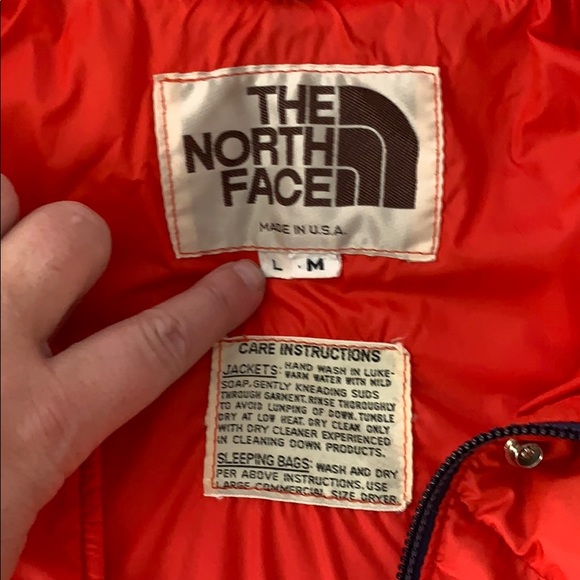 THE
NORTH
FACE
MADE IN U.S.A.
L . M
CARE INSTRUCTIONS
JACKETS: HAND WASH IN LUKE-
WARM WATER WITH MILD
SOAP. GENTLY KNEADING SUDS
THROUGH GARMENT. RINSE THOROUGHLY
TO AVOID LUMPING OF DOWN. TUMBLE
DRY AT LOW HEAT. DRY CLEAN ONLY
WITH DRY CLEANER EXPERIENCED
IN CLEANING DOWN PRODUCTS.
SLEEPING BAGS: WASH AND DRY
PER ABOVE INSTRUCTIONS. USE
LARGE COMMERCIAL SIZE DRYER.